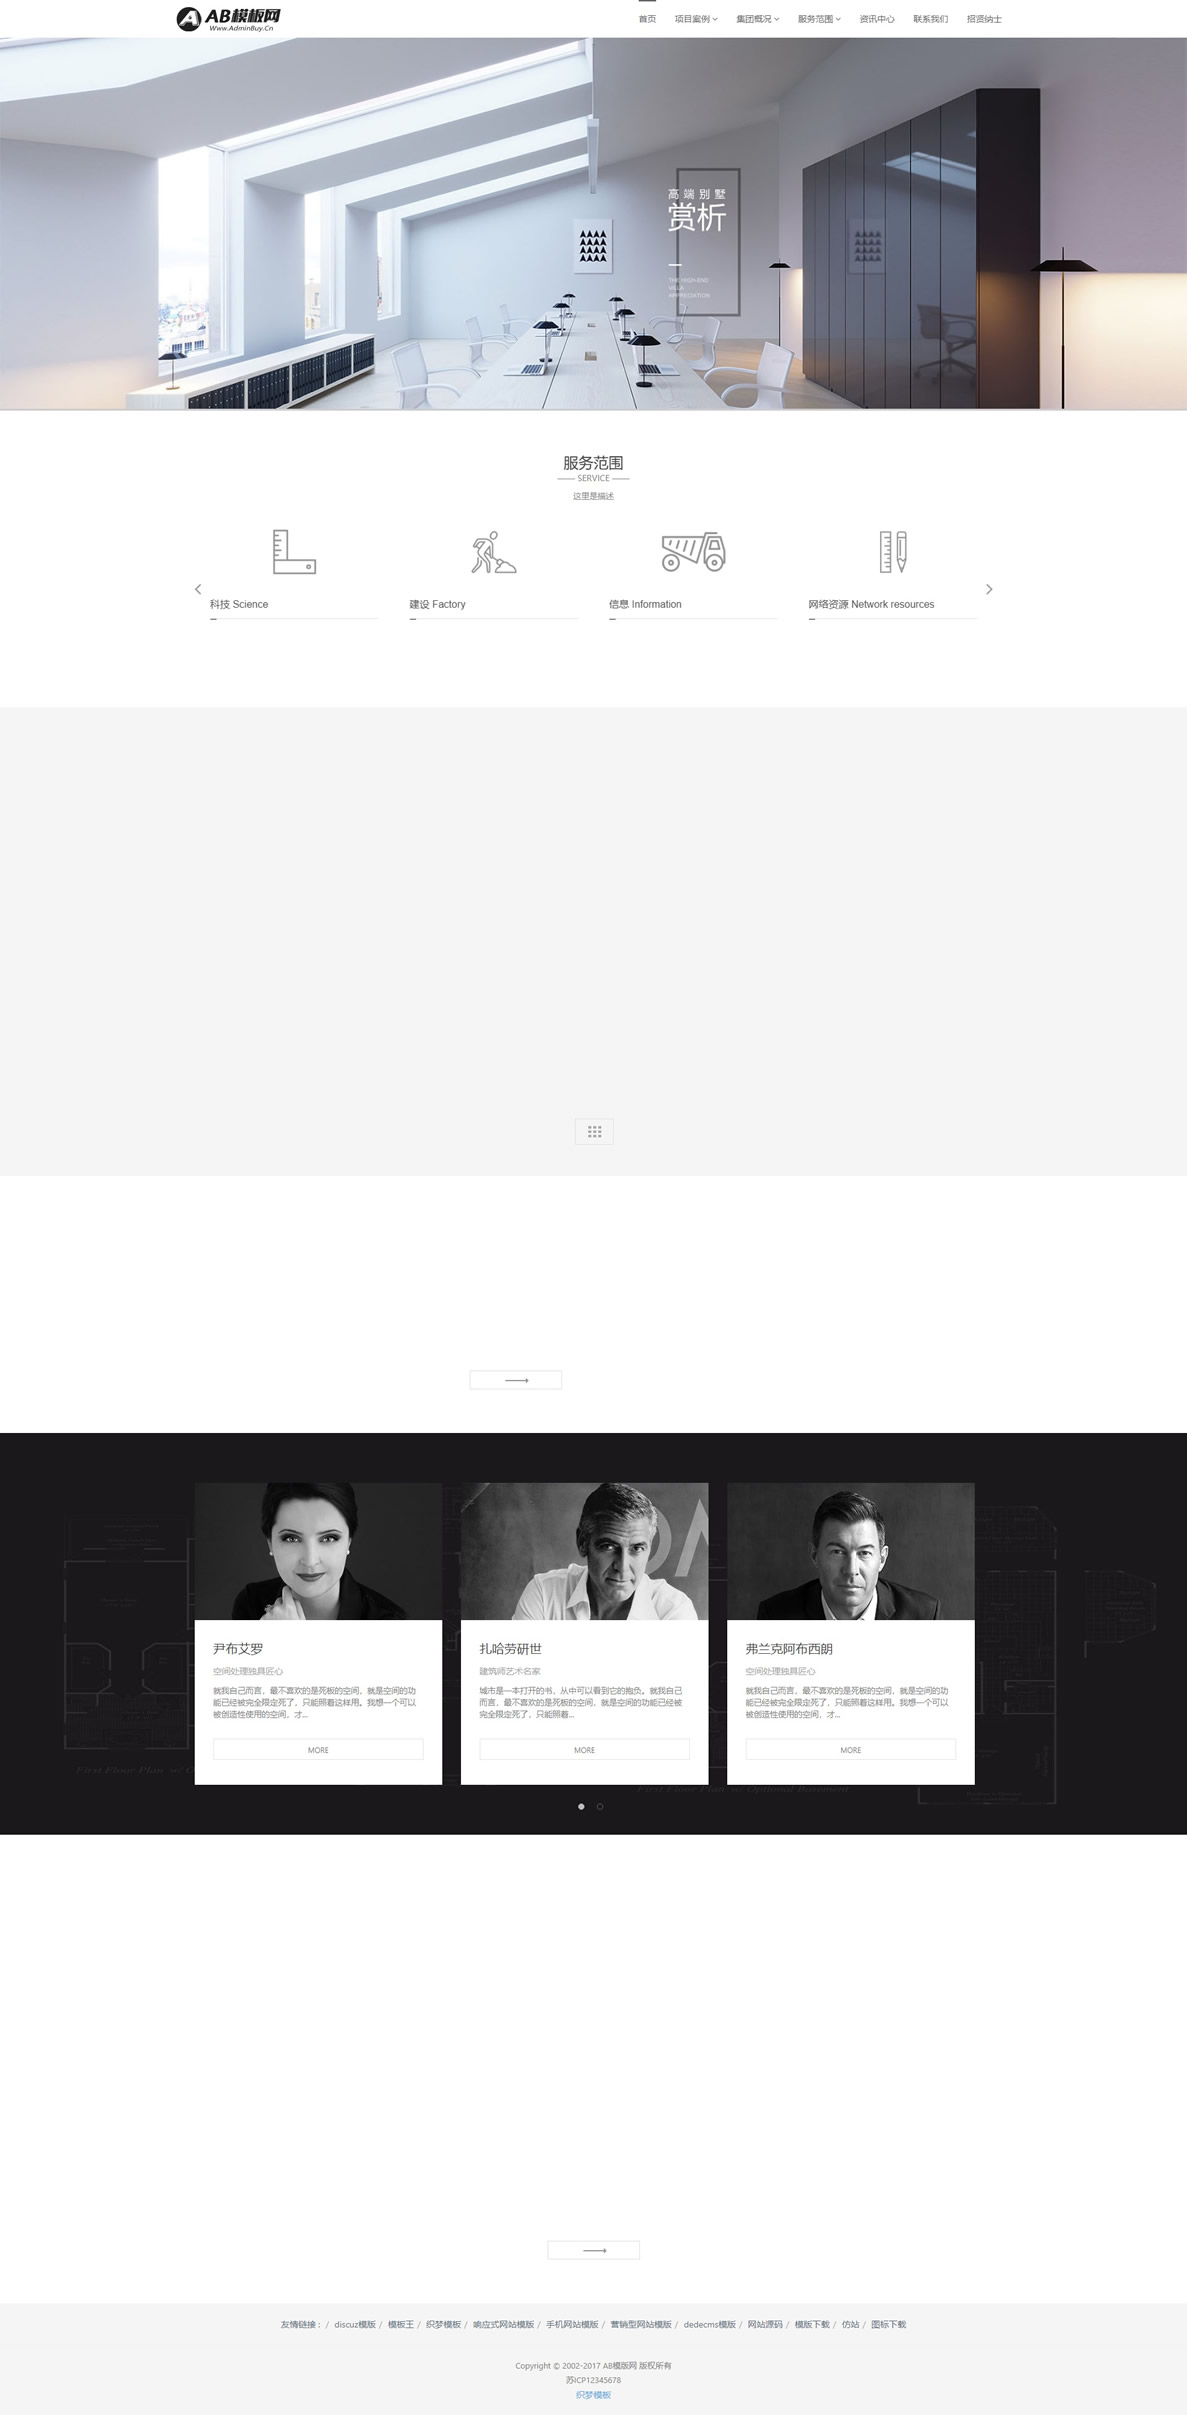 AB模板网
Www.AdminBuy.Cn
首页 项目案例 集团概况 服务范围 资讯中心 联系我们 招贤纳士
高端别墅
赏析
THE HIGH-END
VILLA
APPRECIATION
服务范围
SERVICE
这里是描述
科技 Science
建设 Factory
信息 Information
网络资源 Network resources
尹布艾罗
空间处理独具匠心
就我自己而言，最不喜欢的是死板的空间，就是空间的功
能已经被完全限定死了，只能照着这样用。我想一个可以
被创造性使用的空间，才...
MORE
扎哈劳研世
建筑师艺术名家
城市是一本打开的书，从中可以看到它的抱负。就我自己
而言，最不喜欢的是死板的空间，就是空间的功能已经被
完全限定死了，只能照着...
MORE
弗兰克阿布西朗
空间处理独具匠心
就我自己而言，最不喜欢的是死板的空间，就是空间的功
能已经被完全限定死了，只能照着这样用。我想一个可以
被创造性使用的空间，才...
MORE
First Floor Plan w/ O
First Floor Plan w/ Optional Basement
友情链接： / discuz模版 / 模板王 / 织梦模板 / 响应式网站模版 / 手机网站模版 / 营销型网站模版 / dedecms模版 / 网站源码 / 模版下载 / 仿站 / 图标下载
Copyright © 2002-2017 AB模版网 版权所有
苏ICP12345678
织梦模板